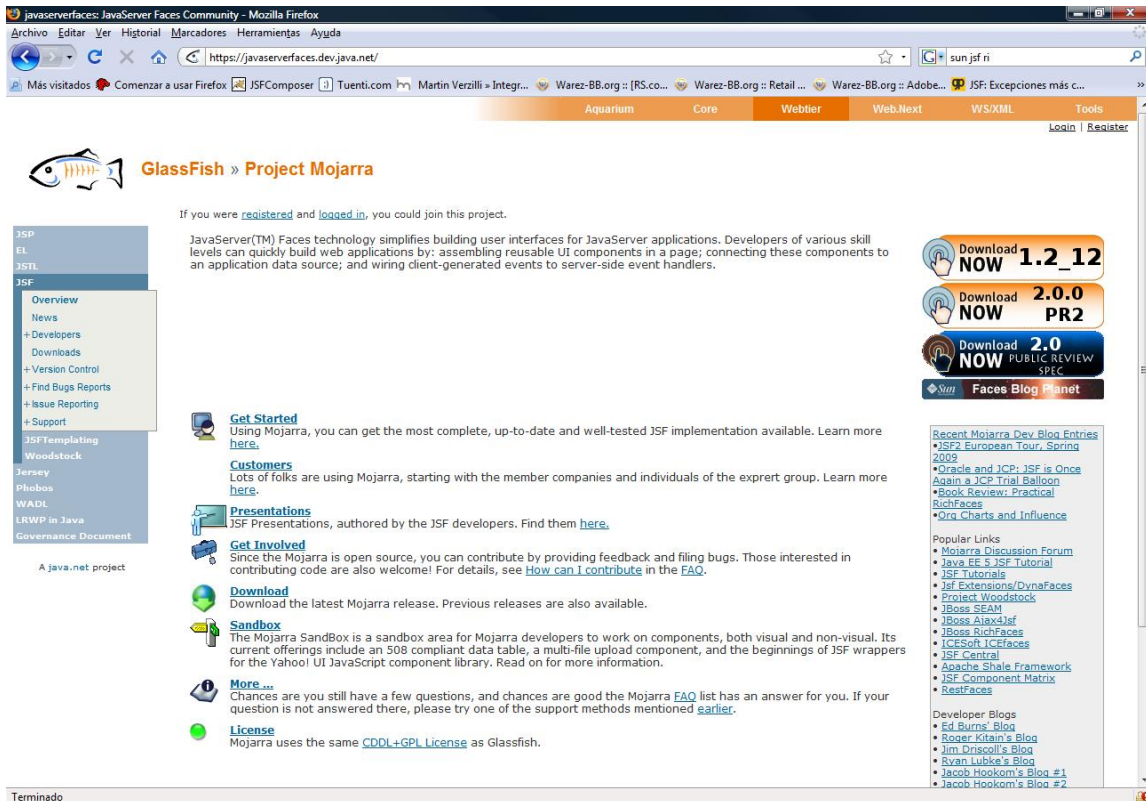 javaserverfaces: JavaServer Faces Community - Mozilla Firefox
Archivo Editar Ver Historial Marcadores Herramientas Ayuda
https://javaserverfaces.dev.java.net/
sun jsf ri
Más visitados Comenzar a usar Firefox JSFComposer Tuenti.com Martin Verzilli » Integr... Warez-BB.org :: [RS.co... Warez-BB.org :: Retail ... Warez-BB.org :: Adobe... JSF: Excepciones más c... »
Aquarium Core Webtier Web.Next WS/XML Tools
Login | Register
GlassFish » Project Mojarra
If you were registered and logged in, you could join this project.
JSP
EL
JSTL
JSF
Overview
News
+Developers
Downloads
+Version Control
+Find Bugs Reports
+Issue Reporting
+Support
JSFTemplating
Woodstock
Jersey
Phobos
WADL
LRWP in Java
Governance Document
A java.net project
JavaServer(TM) Faces technology simplifies building user interfaces for JavaServer applications. Developers of various skill
levels can quickly build web applications by: assembling reusable UI components in a page; connecting these components to
an application data source; and wiring client-generated events to server-side event handlers.
Get Started
Using Mojarra, you can get the most complete, up-to-date and well-tested JSF implementation available. Learn more
here.
Customers
Lots of folks are using Mojarra, starting with the member companies and individuals of the exprert group. Learn more
here.
Presentations
JSF Presentations, authored by the JSF developers. Find them here.
Get Involved
Since the Mojarra is open source, you can contribute by providing feedback and filing bugs. Those interested in
contributing code are also welcome! For details, see How can I contribute in the FAQ.
Download
Download the latest Mojarra release. Previous releases are also available.
Sandbox
The Mojarra SandBox is a sandbox area for Mojarra developers to work on components, both visual and non-visual. Its
current offerings include an 508 compliant data table, a multi-file upload component, and the beginnings of JSF wrappers
for the Yahoo! UI JavaScript component library. Read on for more information.
More ...
Chances are you still have a few questions, and chances are good the Mojarra FAQ list has an answer for you. If your
question is not answered there, please try one of the support methods mentioned earlier.
License
Mojarra uses the same CDDL+GPL License as Glassfish.
Download NOW 1.2_12
Download NOW 2.0.0 PR2
Download NOW 2.0 PUBLIC REVIEW SPEC
Sun Faces Blog Planet
Recent Mojarra Dev Blog Entries
•JSF2 European Tour, Spring
2009
•Oracle and JCP: JSF is Once
Again a JCP Trial Balloon
•Book Review: Practical
RichFaces
•Org Charts and Influence
Popular Links
• Mojarra Discussion Forum
• Java EE 5 JSF Tutorial
• JSF Tutorials
• Jsf Extensions/DynaFaces
• Project Woodstock
• JBoss SEAM
• JBoss Ajax4Jsf
• JBoss RichFaces
• ICESoft ICEfaces
• JSF Central
• Apache Shale Framework
• JSF Component Matrix
• RestFaces
Developer Blogs
• Ed Burns' Blog
• Roger Kitain's Blog
• Jim Driscoll's Blog
• Ryan Lubke's Blog
• Jacob Hookom's Blog #1
• Jacob Hookom's Blog #2
Terminado